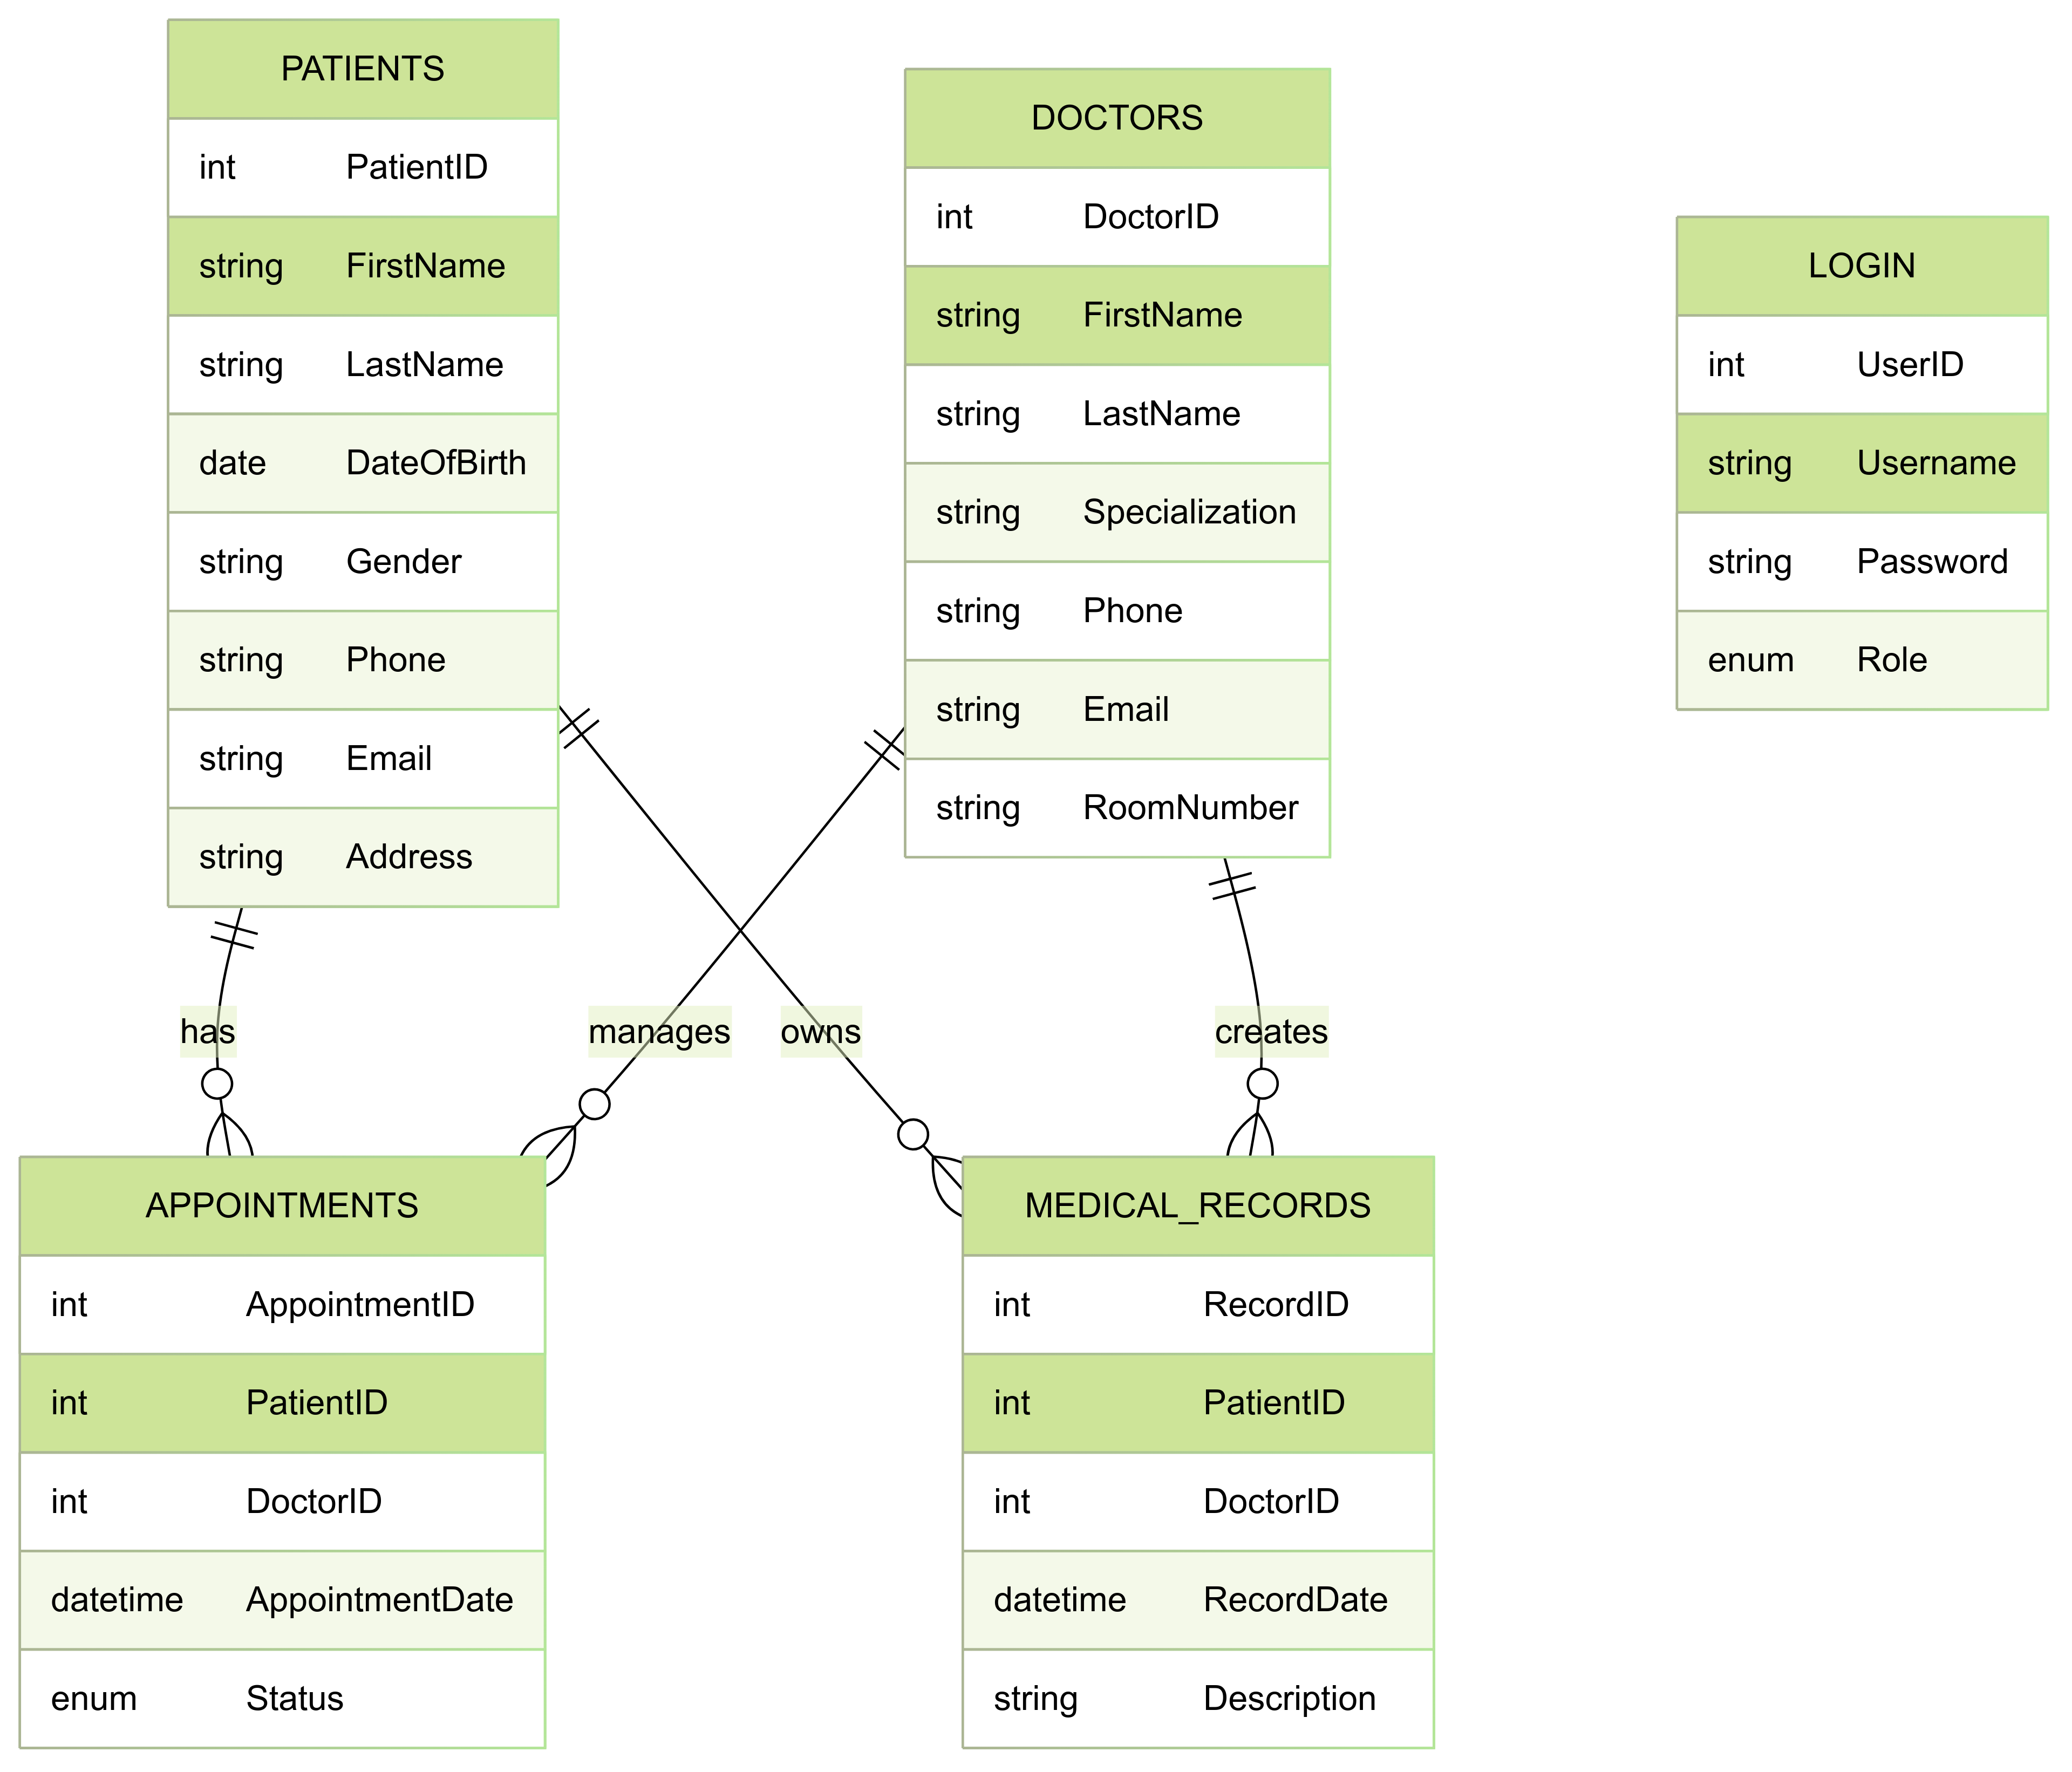 PATIENTS
int PatientID
string FirstName
string LastName
date DateOfBirth
string Gender
string Phone
string Email
string Address
DOCTORS
int DoctorID
string FirstName
string LastName
string Specialization
string Phone
string Email
string RoomNumber
LOGIN
int UserID
string Username
string Password
enum Role
has
manages
owns
creates
APPOINTMENTS
int AppointmentID
int PatientID
int DoctorID
datetime AppointmentDate
enum Status
MEDICAL_RECORDS
int RecordID
int PatientID
int DoctorID
datetime RecordDate
string Description